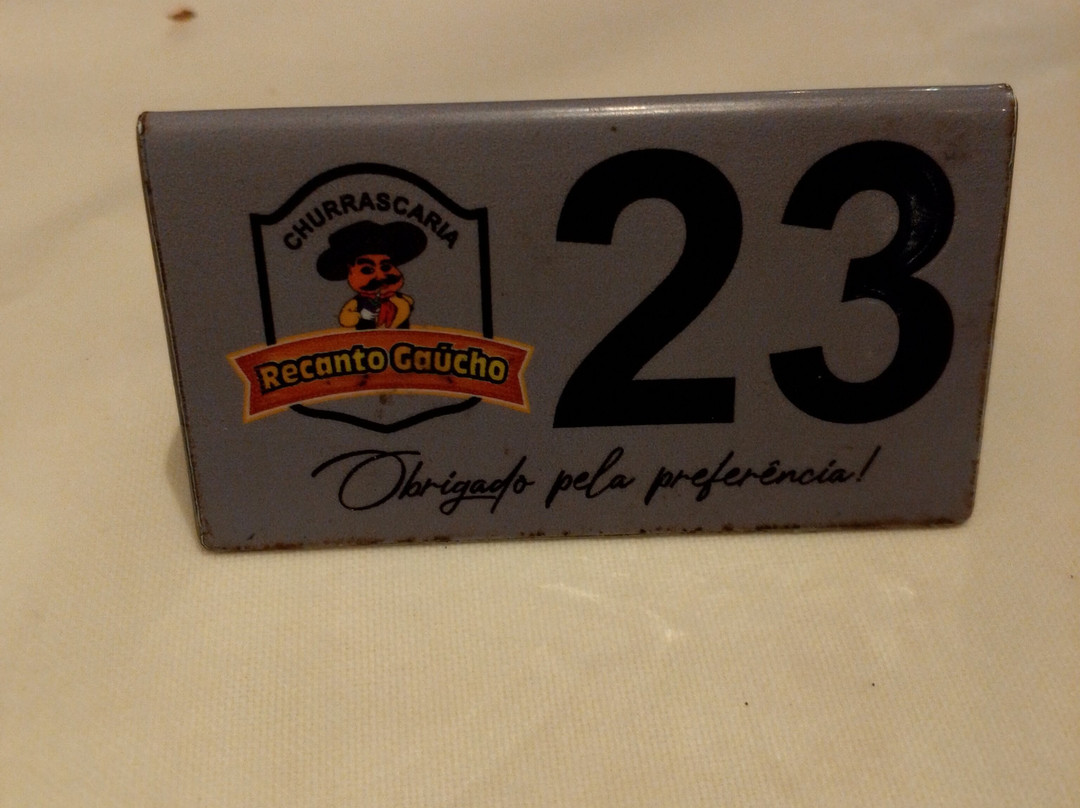 CHURRASCARIA
Recanto Gaúcho
23
Obrigado pela preferência!